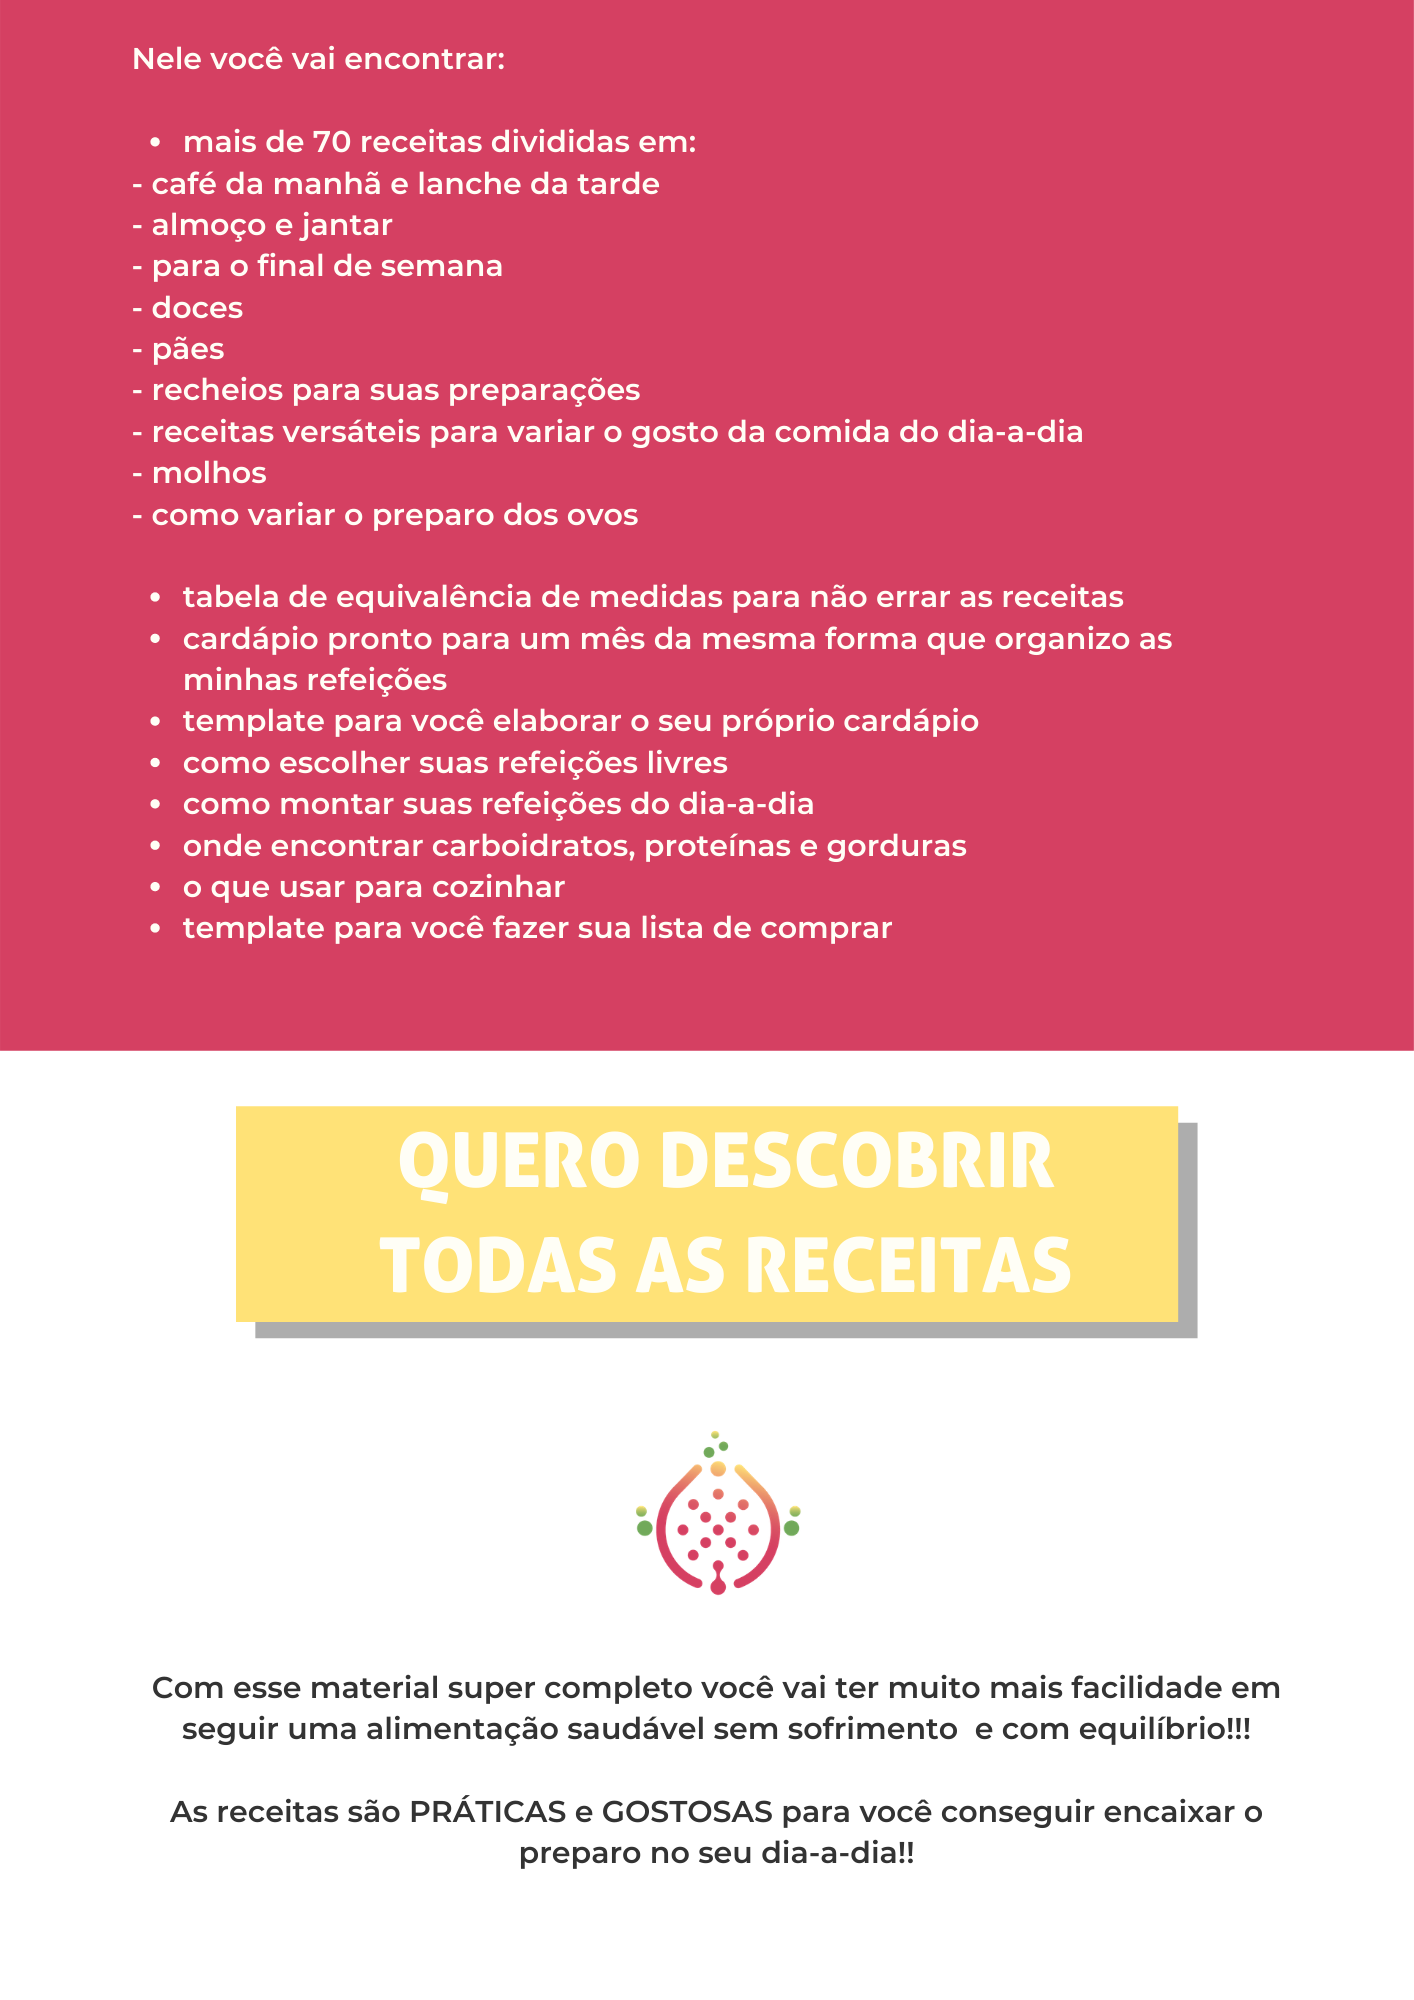 Nele você vai encontrar:
• mais de 70 receitas divididas em:
- café da manhã e lanche da tarde
- almoço e jantar
- para o final de semana
- doces
- pães
- recheios para suas preparações
- receitas versáteis para variar o gosto da comida do dia-a-dia
- molhos
- como variar o preparo dos ovos
• tabela de equivalência de medidas para não errar as receitas
• cardápio pronto para um mês da mesma forma que organizo as
minhas refeições
• template para você elaborar o seu próprio cardápio
• como escolher suas refeições livres
• como montar suas refeições do dia-a-dia
• onde encontrar carboidratos, proteínas e gorduras
• o que usar para cozinhar
• template para você fazer sua lista de comprar
QUERO DESCOBRIR
TODAS AS RECEITAS
Com esse material super completo você vai ter muito mais facilidade em
seguir uma alimentação saudável sem sofrimento  e com equilíbrio!!!
As receitas são PRÁTICAS e GOSTOSAS para você conseguir encaixar o
preparo no seu dia-a-dia!!